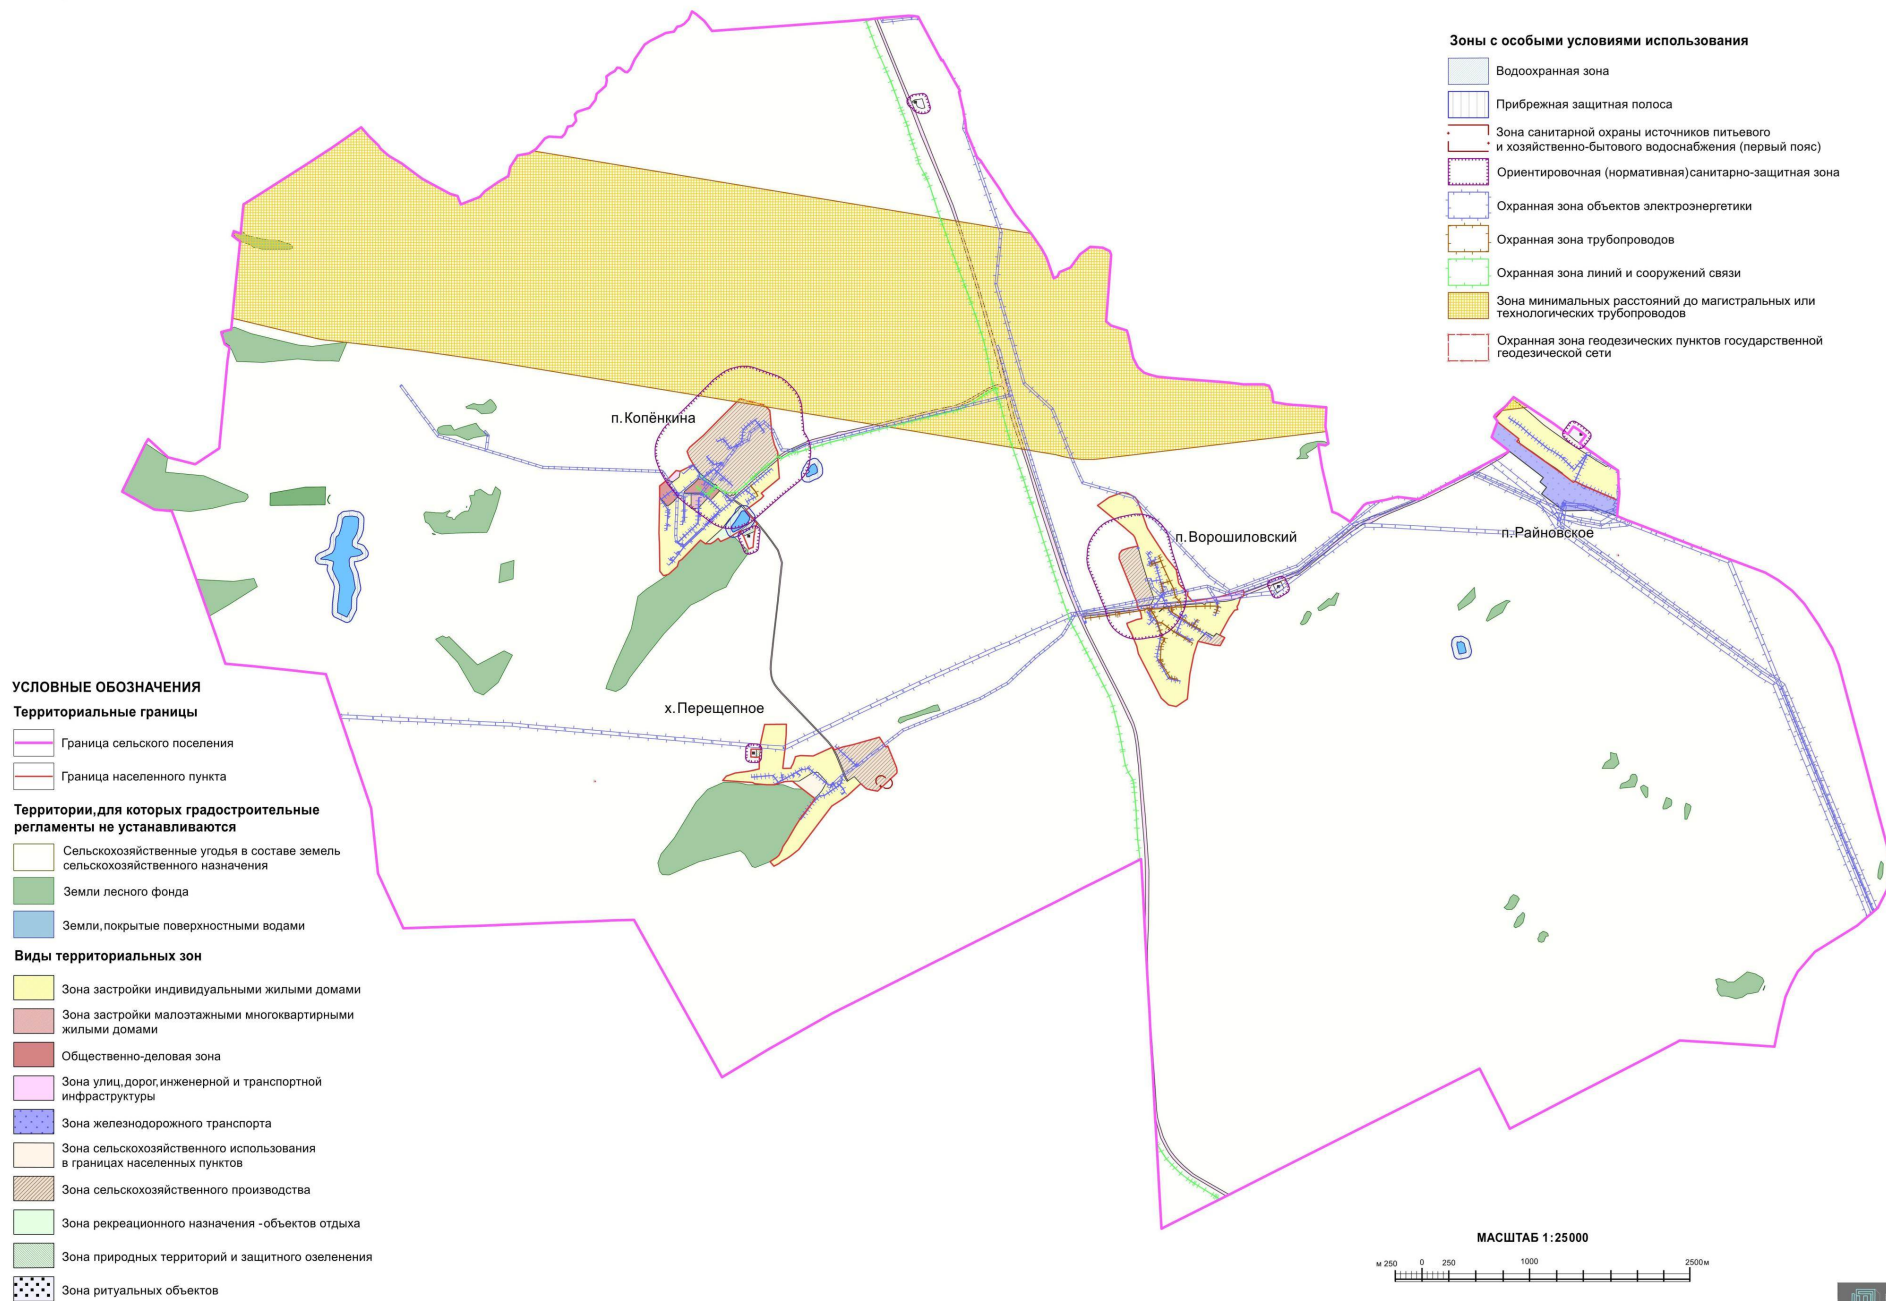 Зоны с особыми условиями использования
Водоохранная зона
Прибрежная защитная полоса
Зона санитарной охраны источников питьевого
и хозяйственно-бытового водоснабжения (первый пояс)
Ориентировочная (нормативная)санитарно-защитная зона
Охранная зона объектов электроэнергетики
Охранная зона трубопроводов
Охранная зона линий и сооружений связи
Зона минимальных расстояний до магистральных или
технологических трубопроводов
Охранная зона геодезических пунктов государственной
геодезической сети
п.Копёнкина
п.Ворошиловский
п.Райновское
х.Перещепное
УСЛОВНЫЕ ОБОЗНАЧЕНИЯ
Территориальные границы
Граница сельского поселения
Граница населенного пункта
Территории,для которых градостроительные
регламенты не устанавливаются
Сельскохозяйственные угодья в составе земель
сельскохозяйственного назначения
Земли лесного фонда
Земли,покрытые поверхностными водами
Виды территориальных зон
Зона застройки индивидуальными жилыми домами
Зона застройки малоэтажными многоквартирными
жилыми домами
Общественно-деловая зона
Зона улиц,дорог,инженерной и транспортной
инфраструктуры
Зона железнодорожного транспорта
Зона сельскохозяйственного использования
в границах населенных пунктов
Зона сельскохозяйственного производства
Зона рекреационного назначения -объектов отдыха
Зона природных территорий и защитного озеленения
Зона ритуальных объектов
МАСШТАБ 1:25000
м 250 0 250 1000 2500м